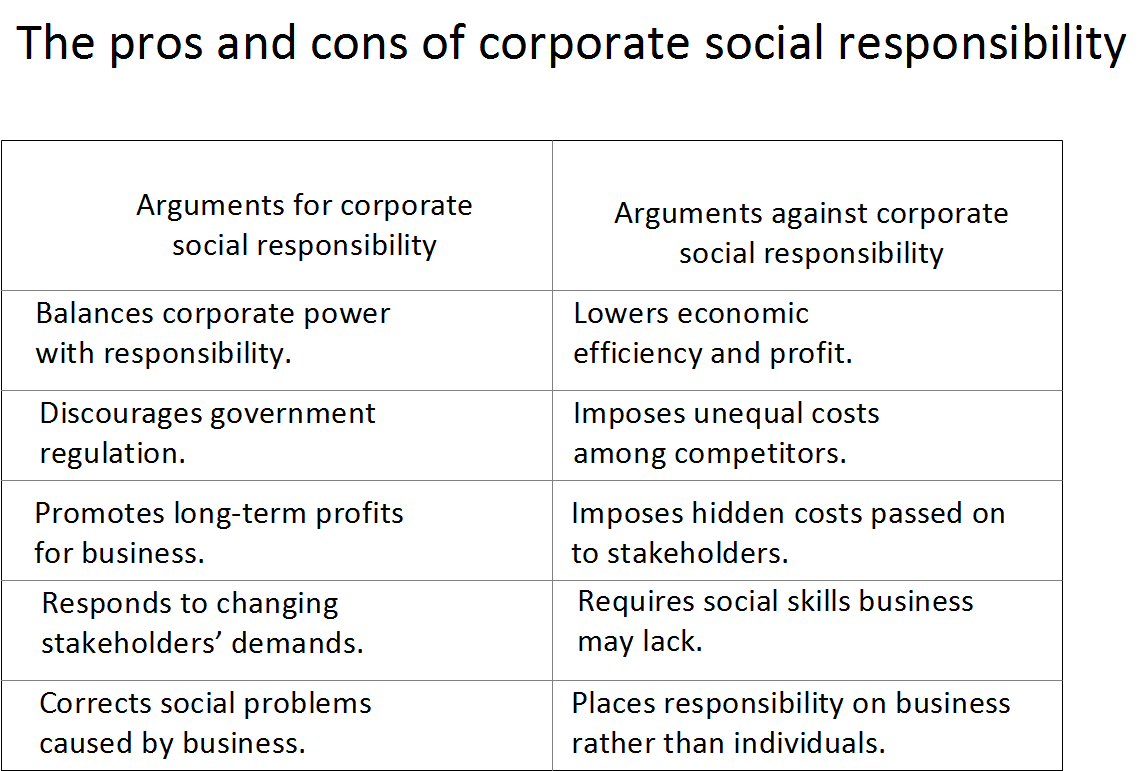 The pros and cons of corporate social responsibility
Arguments for corporate
social responsibility
Arguments against corporate
social responsibility
Balances corporate power
with responsibility.
Lowers economic
efficiency and profit.
Discourages government
regulation.
Imposes unequal costs
among competitors.
Promotes long-term profits
for business.
Imposes hidden costs passed on
to stakeholders.
Responds to changing
stakeholders’ demands.
Requires social skills business
may lack.
Corrects social problems
caused by business.
Places responsibility on business
rather than individuals.